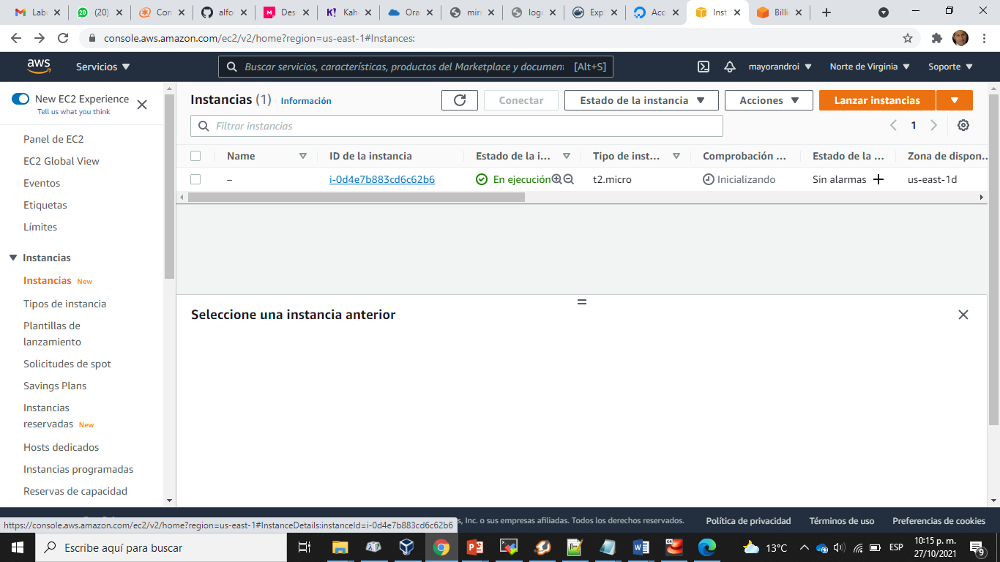 Labo
(20)
Con
alfo
Des
K! Kah
Ora
mir
logi
Exp
Acc
Inst
Billi
console.aws.amazon.com/ec2/v2/home?region=us-east-1#Instances:
aws
Servicios
Buscar servicios, características, productos del Marketplace y document
[Alt+S]
mayorandroi
Norte de Virginia
Soporte
New EC2 Experience
Tell us what you think
Panel de EC2
EC2 Global View
Eventos
Etiquetas
Límites
Instancias
Instancias New
Tipos de instancia
Plantillas de
lanzamiento
Solicitudes de spot
Savings Plans
Instancias
reservadas New
Hosts dedicados
Instancias programadas
Reservas de capacidad
Instancias (1) Información
Conectar
Estado de la instancia
Acciones
Lanzar instancias
Filtrar instancias
1
Name
ID de la instancia
Estado de la i...
Tipo de inst...
Comprobación ...
Estado de la ...
Zona de dispon...
–
i-0d4e7b883cd6c62b6
En ejecución
t2.micro
Inicializando
Sin alarmas
us-east-1d
Seleccione una instancia anterior
https://console.aws.amazon.com/ec2/v2/home?region=us-east-1#InstanceDetails:instanceId=i-0d4e7b883cd6c62b6
, Inc. o sus empresas afiliadas. Todos los derechos reservados.
Política de privacidad
Términos de uso
Preferencias de cookies
Escribe aquí para buscar
13°C
ESP
10:15 p. m.
27/10/2021
9